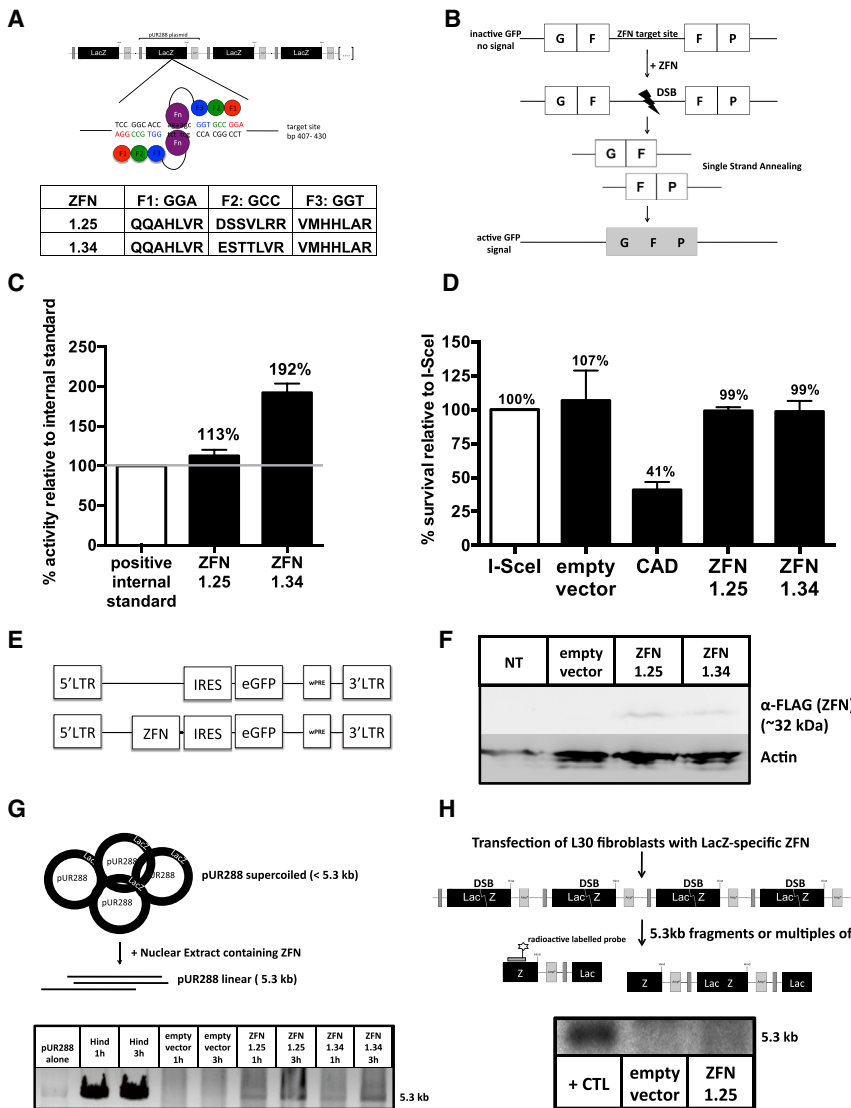 A
pUR288 plasmid
LacZ LacZ LacZ LacZ [....]
F3 F2 F1
Fn
TCC GGC ACC GGT GCC GGA
AGG CCG TGG CCA CGG CCT
Fn
F1 F2 F3
target site
bp 407- 430
ZFN F1: GGA F2: GCC F3: GGT
1.25 QQAHLVR DSSVLRR VMHHLAR
1.34 QQAHLVR ESTTLVR VMHHLAR
B
inactive GFP
no signal
G F ZFN target site F P
+ ZFN
G F DSB F P
G F
Single Strand Annealing
F P
active GFP
signal
G F P
C
% activity relative to internal standard
250
200
150
100
50
0
113%
192%
positive
internal
standard
ZFN
1.25
ZFN
1.34
D
% survival relative to I-SceI
150
125
100
75
50
25
0
100%
107%
41%
99%
99%
I-SceI
empty
vector
CAD
ZFN
1.25
ZFN
1.34
E
5'LTR IRES eGFP wPRE 3'LTR
5'LTR ZFN IRES eGFP wPRE 3'LTR
F
NT
empty
vector
ZFN
1.25
ZFN
1.34
α-FLAG (ZFN)
(~32 kDa)
Actin
G
LacZ
pUR288
Lac
pUR288
LacZ
UR288
LacZ
pUR288
pUR288 supercoiled (< 5.3 kb)
+ Nuclear Extract containing ZFN
pUR288 linear ( 5.3 kb)
pUR288
alone
Hind
1h
Hind
3h
empty
vector
1h
empty
vector
3h
ZFN
1.25
1h
ZFN
1.25
3h
ZFN
1.34
1h
ZFN
1.34
3h
5.3 kb
H
Transfection of L30 fibroblasts with LacZ-specific ZFN
DSB DSB DSB DSB
Lac Z Lac Z Lac Z Lac Z
5.3kb fragments or multiples of
radioactive labelled probe
Z Lac
Z Lac Z Lac
5.3 kb
+ CTL
empty
vector
ZFN
1.25